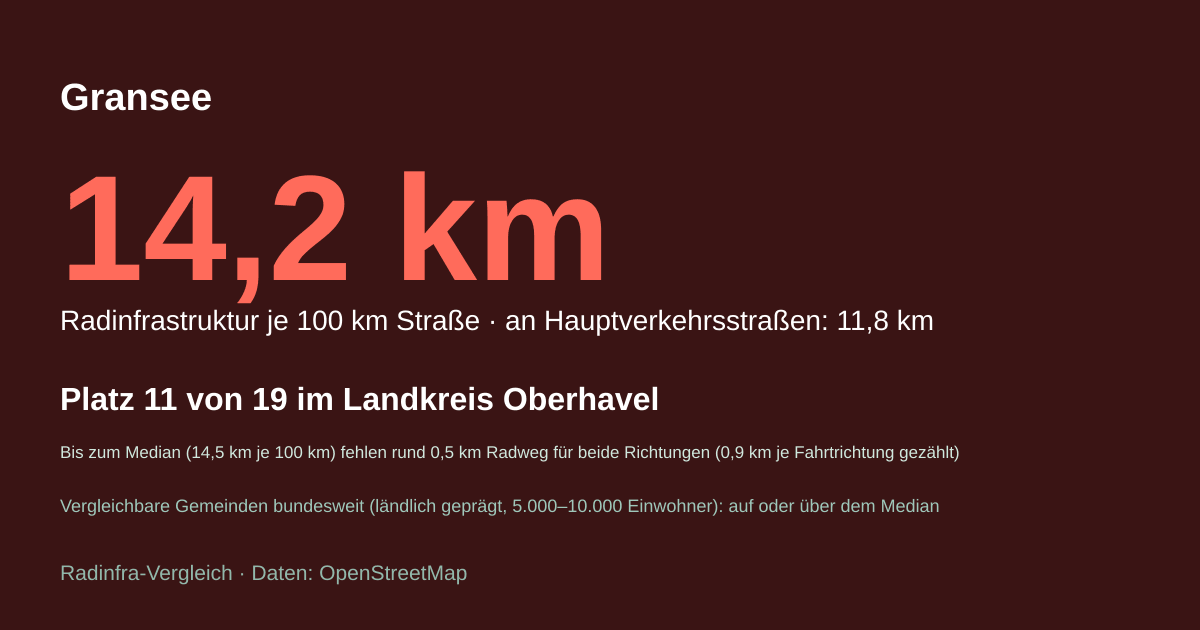 Gransee
14,2 km
Radinfrastruktur je 100 km Straße · an Hauptverkehrsstraßen: 11,8 km
Platz 11 von 19 im Landkreis Oberhavel
Bis zum Median (14,5 km je 100 km) fehlen rund 0,5 km Radweg für beide Richtungen (0,9 km je Fahrtrichtung gezählt)
Vergleichbare Gemeinden bundesweit (ländlich geprägt, 5.000–10.000 Einwohner): auf oder über dem Median
Radinfra-Vergleich · Daten: OpenStreetMap